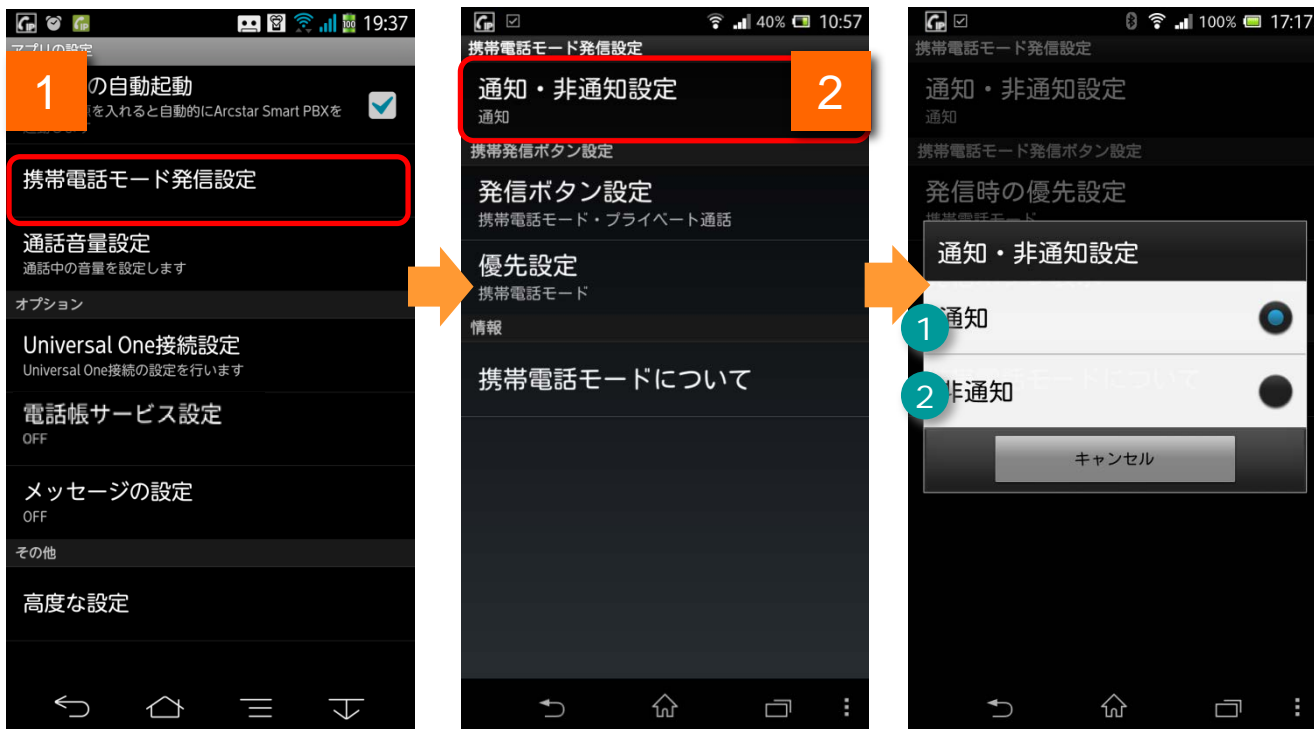 19:37
アプリの設定
1
の自動起動
を入れると自動的にArcstar Smart PBXを
携帯電話モード発信設定
通話音量設定
通話中の音量を設定します
オプション
Universal One接続設定
Universal One接続の設定を行います
電話帳サービス設定
OFF
メッセージの設定
OFF
その他
高度な設定
40% 10:57
携帯電話モード発信設定
通知・非通知設定
通知
2
携帯発信ボタン設定
発信ボタン設定
携帯電話モード・プライベート通話
優先設定
携帯電話モード
情報
携帯電話モードについて
100% 17:17
携帯電話モード発信設定
通知・非通知設定
通知
携帯電話モード発信ボタン設定
発信時の優先設定
携帯電話モード
通知・非通知設定
1 通知
2 非通知
キャンセル